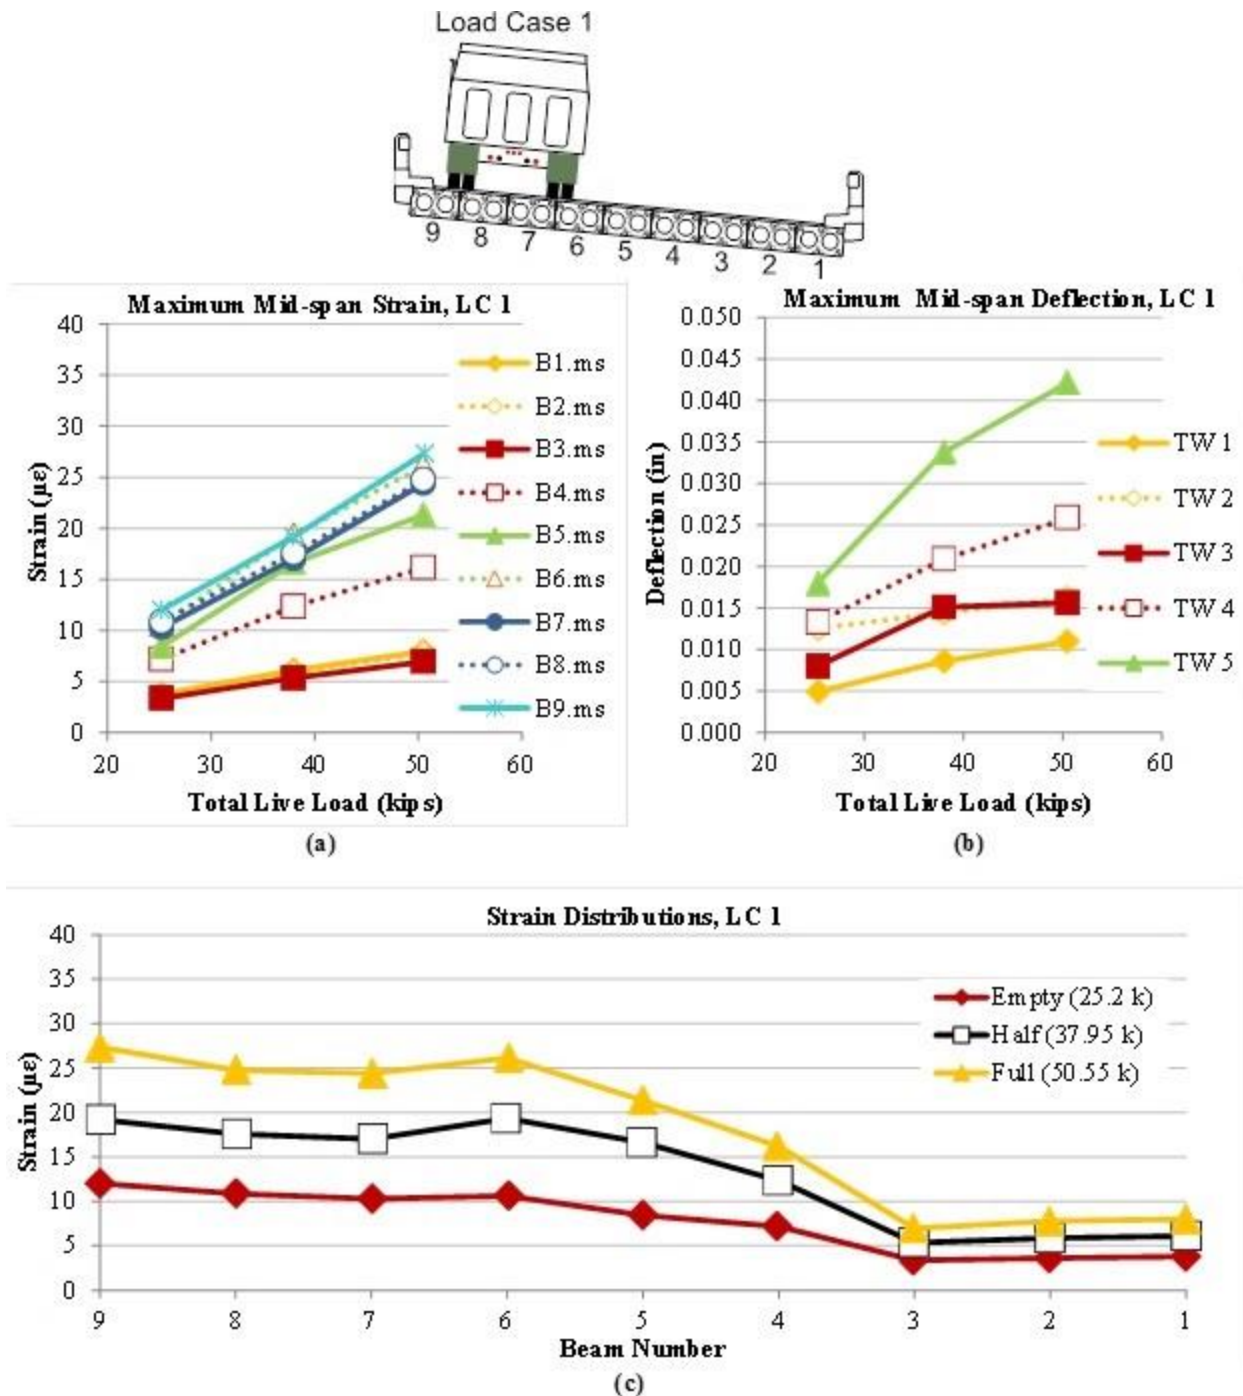 Load Case 1
9 8 7 6 5 4 3 2 1
Maximum Mid-span Strain, LC 1
40
35
30
25
20
15
10
5
0
Strain (με)
B1.ms
B2.ms
B3.ms
B4.ms
B5.ms
B6.ms
B7.ms
B8.ms
B9.ms
20 30 40 50 60
Total Live Load (kips)
(a)
Maximum Mid-span Deflection, LC 1
0.050
0.045
0.040
0.035
0.030
0.025
0.020
0.015
0.010
0.005
0.000
Deflection (in)
TW 1
TW 2
TW 3
TW 4
TW 5
20 30 40 50 60
Total Live Load (kips)
(b)
Strain Distributions, LC 1
40
35
30
25
20
15
10
5
0
Strain (με)
Empty (25.2 k)
Half (37.95 k)
Full (50.55 k)
9 8 7 6 5 4 3 2 1
Beam Number
(c)